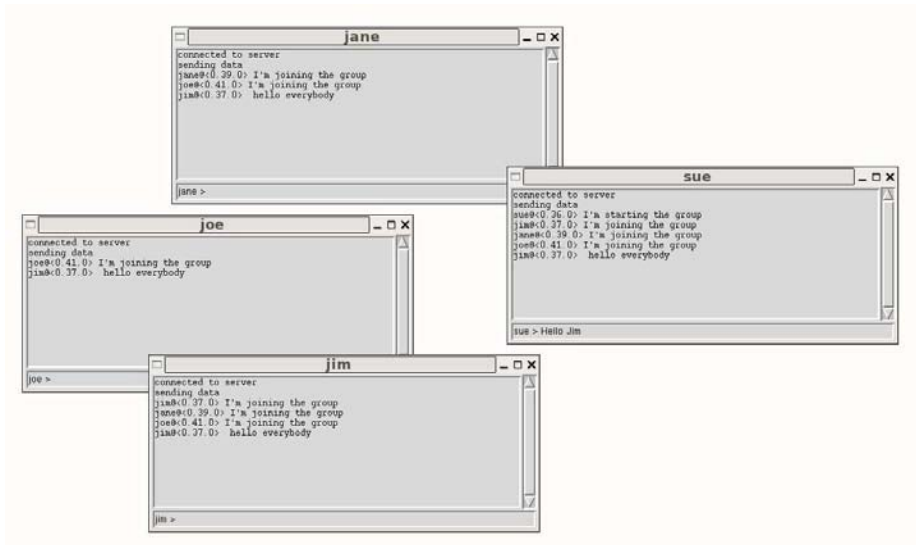 jane
connected to server
sending data
jane@<0.39.0> I'm joining the group
joe@<0.41.0> I'm joining the group
jim@<0.37.0>  hello everybody
jane >
sue
connected to server
sending data
sue@<0.36.0> I'm starting the group
jim@<0.37.0> I'm joining the group
jane@<0.39.0> I'm joining the group
joe@<0.41.0> I'm joining the group
jim@<0.37.0>  hello everybody
sue > Hello Jim
joe
connected to server
sending data
joe@<0.41.0> I'm joining the group
jim@<0.37.0>  hello everybody
joe >
jim
connected to server
sending data
jim@<0.37.0> I'm joining the group
jane@<0.39.0> I'm joining the group
joe@<0.41.0> I'm joining the group
jim@<0.37.0>  hello everybody
jim >